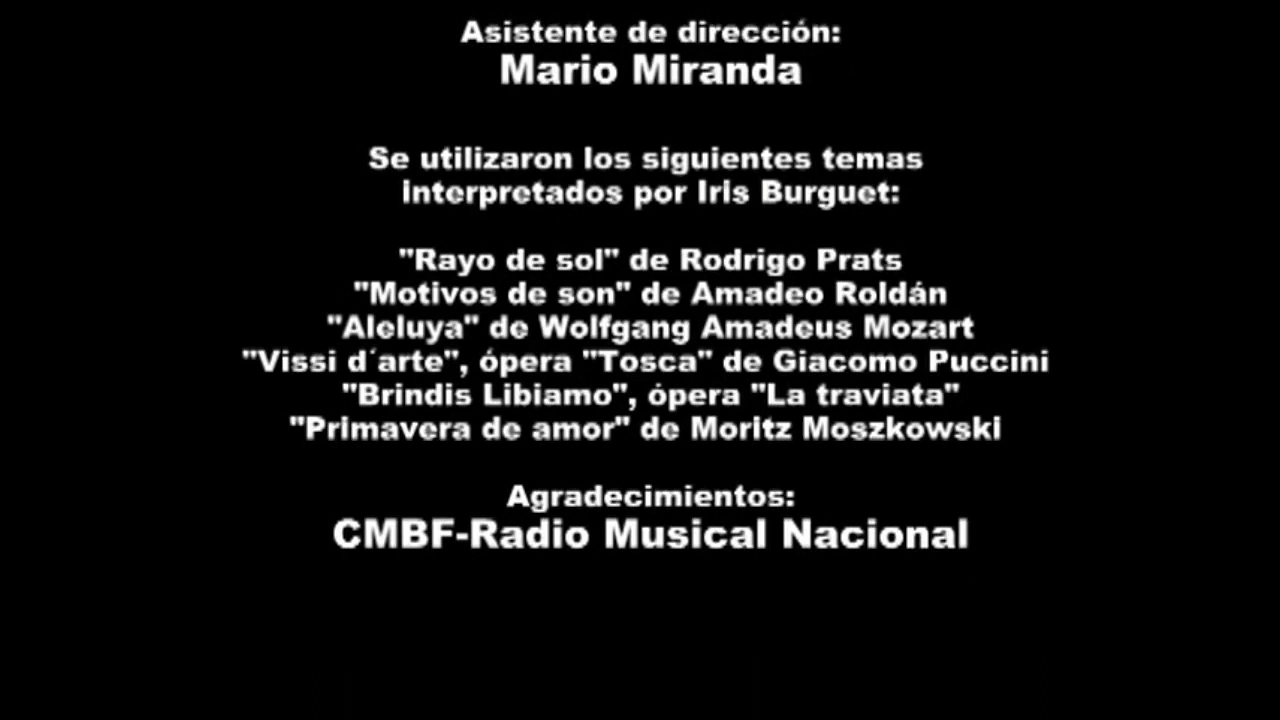 Asistente de dirección:
Mario Miranda
Se utilizaron los siguientes temas
interpretados por Iris Burguet:
"Rayo de sol" de Rodrigo Prats
"Motivos de son" de Amadeo Roldán
"Aleluya" de Wolfgang Amadeus Mozart
"Vissi d´arte", ópera "Tosca" de Giacomo Puccini
"Brindis Libiamo", ópera "La traviata"
"Primavera de amor" de Moritz Moszkowski
Agradecimientos:
CMBF-Radio Musical Nacional